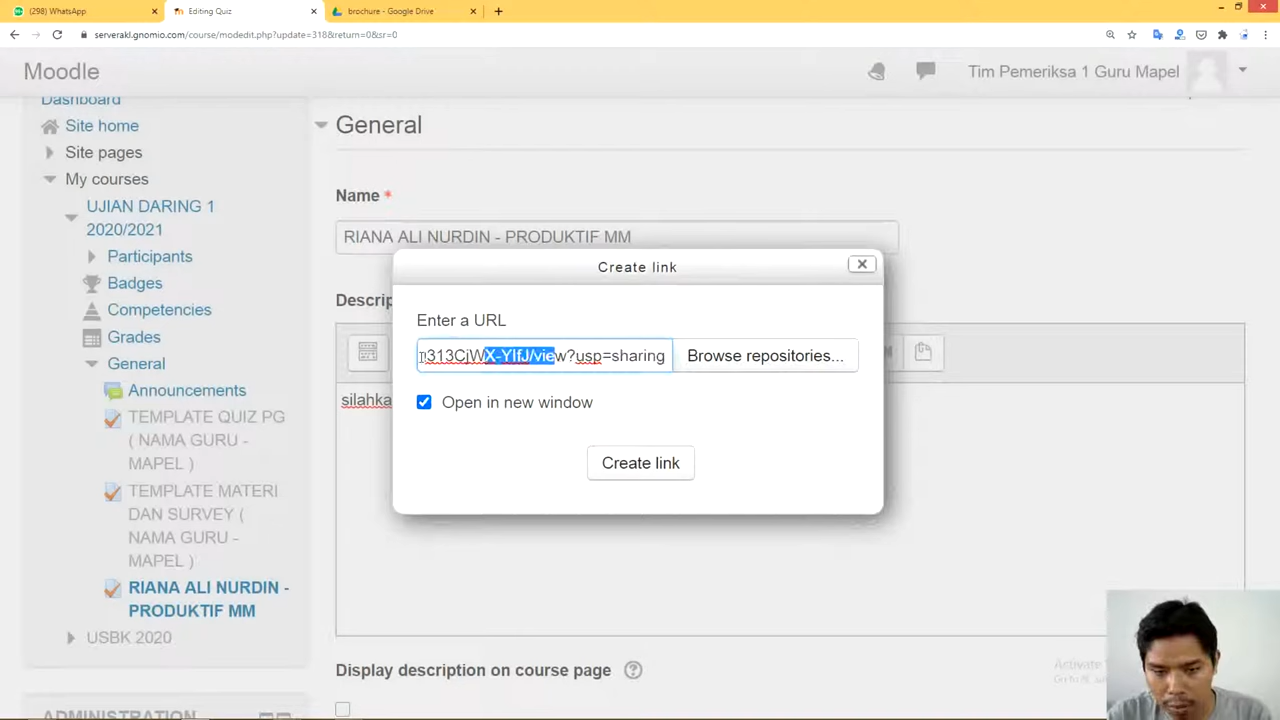 (298) WhatsApp
Editing Quiz
brochure - Google Drive
serverakl.gnomio.com/course/modedit.php?update=318&return=0&sr=0
Moodle
Tim Pemeriksa 1 Guru Mapel
Dashboard
Site home
Site pages
My courses
UJIAN DARING 1
2020/2021
Participants
Badges
Competencies
Grades
General
Announcements
TEMPLATE QUIZ PG
( NAMA GURU -
MAPEL )
TEMPLATE MATERI
DAN SURVEY (
NAMA GURU -
MAPEL )
RIANA ALI NURDIN -
PRODUKTIF MM
USBK 2020
ADMINISTRATION
General
Name *
RIANA ALI NURDIN - PRODUKTIF MM
Descrip
silahka
Create link
Enter a URL
313CjWX-YIfJ/view?usp=sharing
Browse repositories...
Open in new window
Create link
Display description on course page
Activate